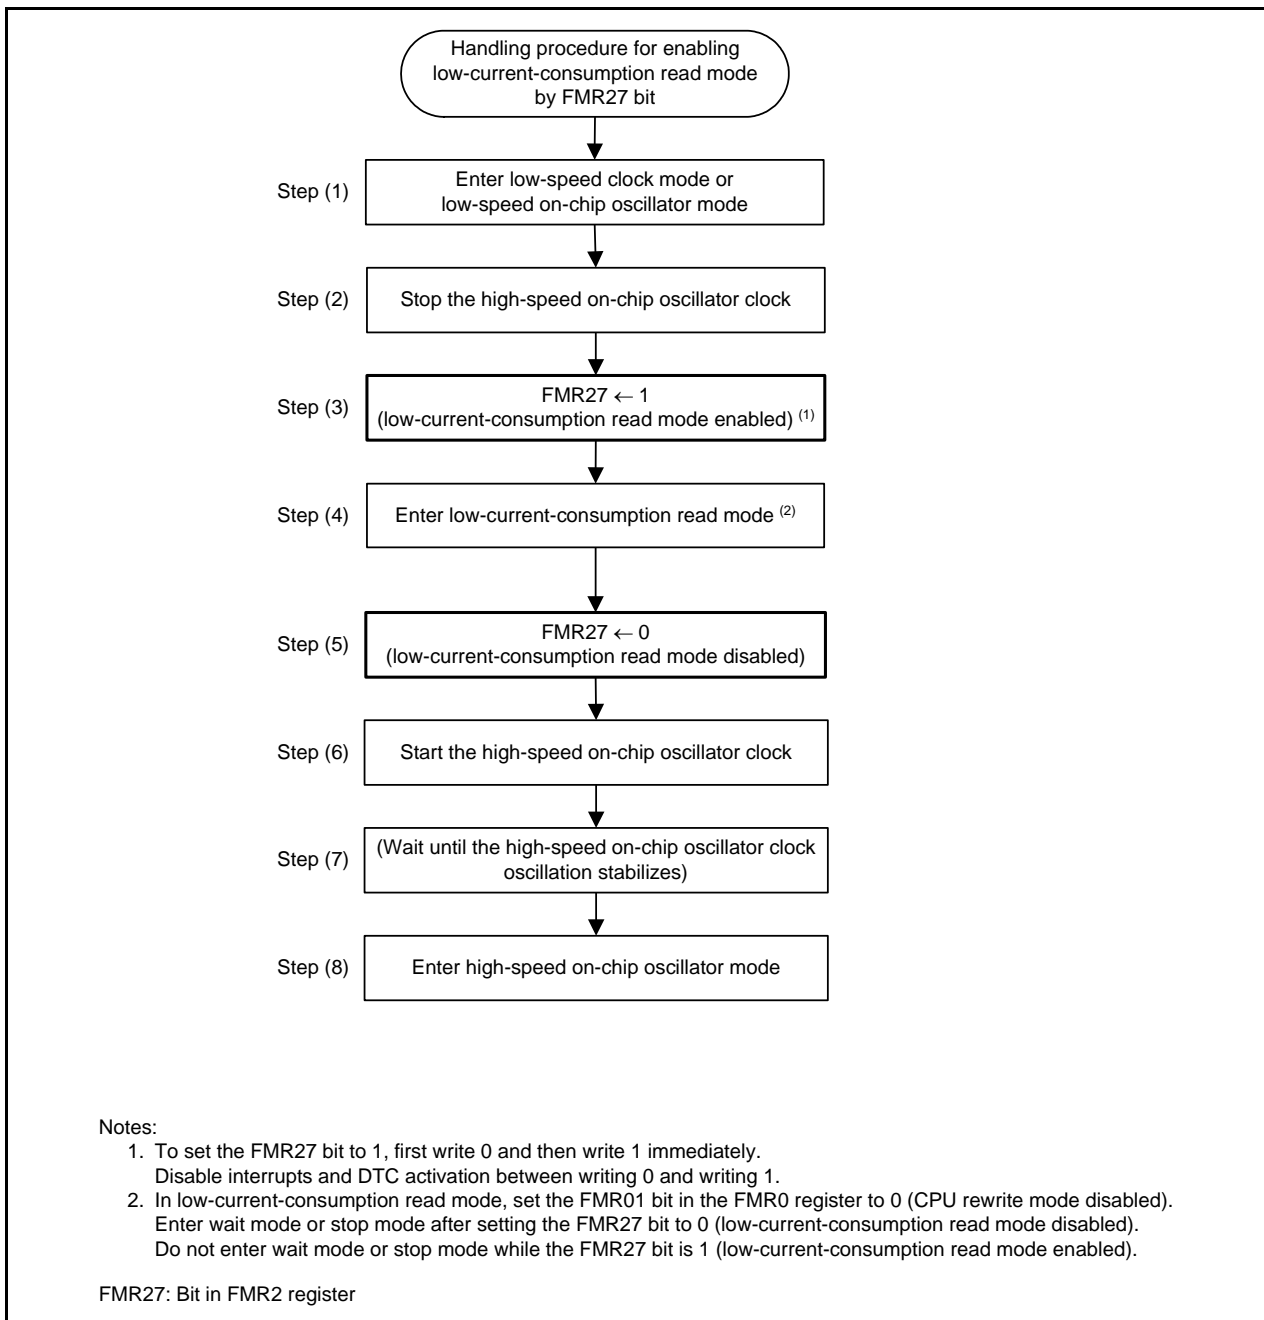 Handling procedure for enabling
low-current-consumption read mode
by FMR27 bit
Step (1)
Enter low-speed clock mode or
low-speed on-chip oscillator mode
Step (2)
Stop the high-speed on-chip oscillator clock
Step (3)
FMR27 ← 1
(low-current-consumption read mode enabled) (1)
Step (4)
Enter low-current-consumption read mode (2)
Step (5)
FMR27 ← 0
(low-current-consumption read mode disabled)
Step (6)
Start the high-speed on-chip oscillator clock
Step (7)
(Wait until the high-speed on-chip oscillator clock
oscillation stabilizes)
Step (8)
Enter high-speed on-chip oscillator mode
Notes:
1. To set the FMR27 bit to 1, first write 0 and then write 1 immediately.
Disable interrupts and DTC activation between writing 0 and writing 1.
2. In low-current-consumption read mode, set the FMR01 bit in the FMR0 register to 0 (CPU rewrite mode disabled).
Enter wait mode or stop mode after setting the FMR27 bit to 0 (low-current-consumption read mode disabled).
Do not enter wait mode or stop mode while the FMR27 bit is 1 (low-current-consumption read mode enabled).
FMR27: Bit in FMR2 register